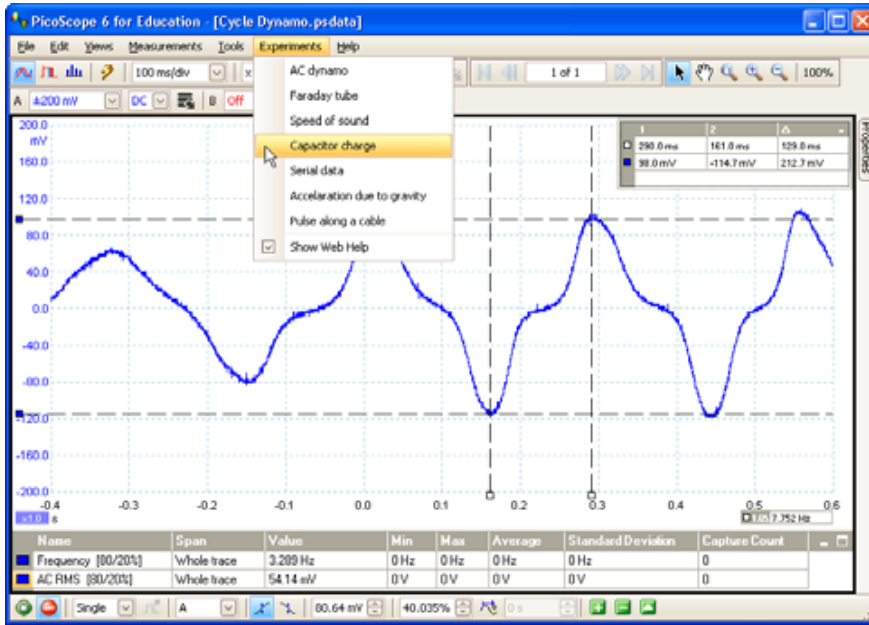 PicoScope 6 for Education - [Cycle Dynamo.psdata]
File Edit Views Measurements Tools Experiments Help
100 ms/div x 1 of 1 100%
A ±200 mV DC B Off
AC dynamo
Faraday tube
Speed of sound
Capacitor charge
Serial data
Accelaration due to gravity
Pulse along a cable
Show Web Help
1 2 Δ
290.0 ms 161.0 ms 129.0 ms
98.0 mV -114.7 mV 212.7 mV
Properties
200.0
mV
160.0
120.0
80.0
40.0
0.0
-40.0
-80.0
-120.0
-160.0
-200.0
-0.4 -0.3 -0.2 -0.1 0.0 0.1 0.2 0.3 0.4 0.5 0.6
x1.0 s
1/Δ 7.752 Hz
Name Span Value Min Max Average Standard Deviation Capture Count
Frequency [80/20%] Whole trace 3.289 Hz 0 Hz 0 Hz 0 Hz 0 Hz 0
AC RMS [80/20%] Whole trace 54.14 mV 0 V 0 V 0 V 0 V 0
Single A 80.64 mV 40.035% 0 s